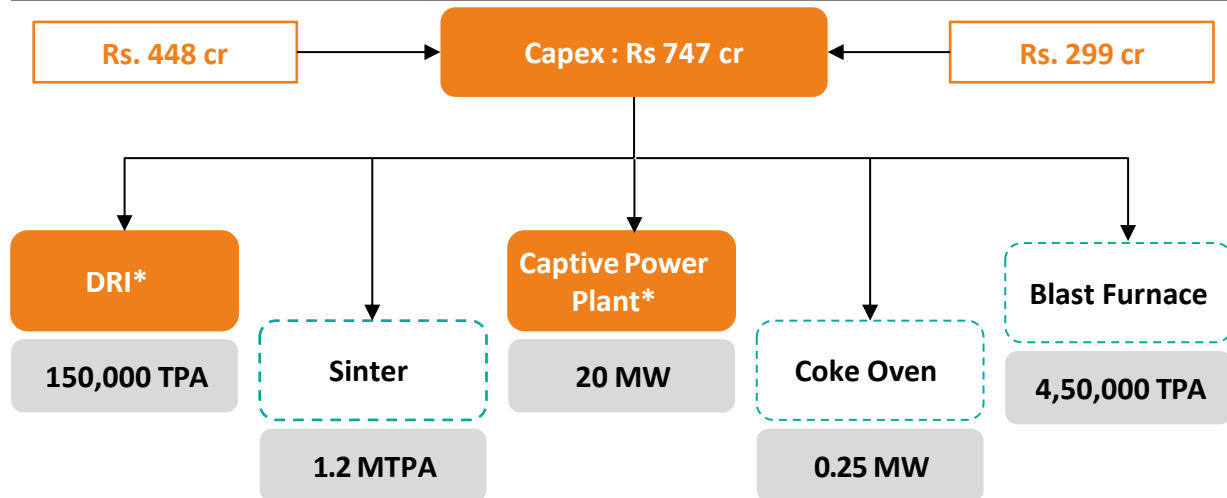 Rs. 448 cr
Capex : Rs 747 cr
Rs. 299 cr
DRI*
150,000 TPA
Sinter
1.2 MTPA
Captive Power
Plant*
20 MW
Coke Oven
0.25 MW
Blast Furnace
4,50,000 TPA